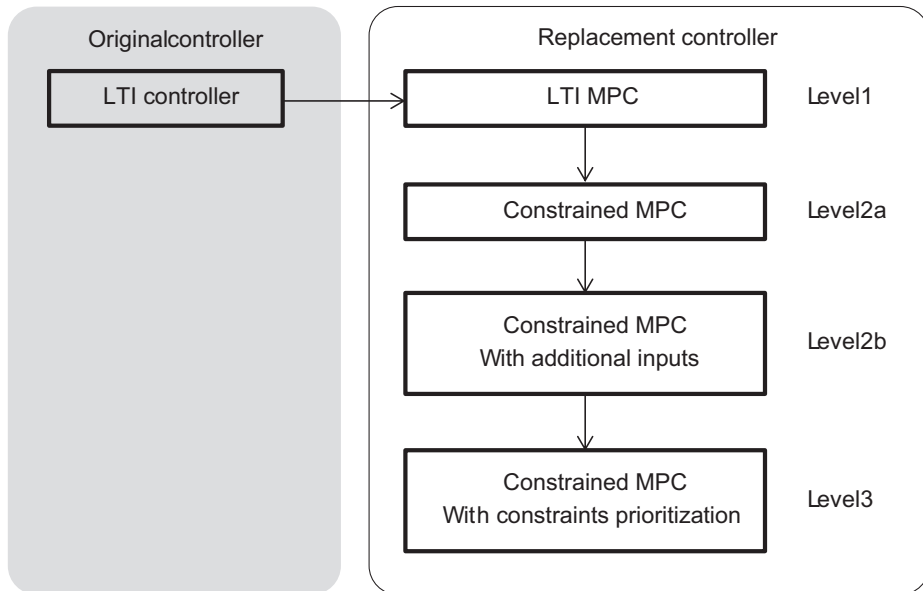 Originalcontroller
LTI controller
Replacement controller
LTI MPC
Level1
Constrained MPC
Level2a
Constrained MPC
With additional inputs
Level2b
Constrained MPC
With constraints prioritization
Level3